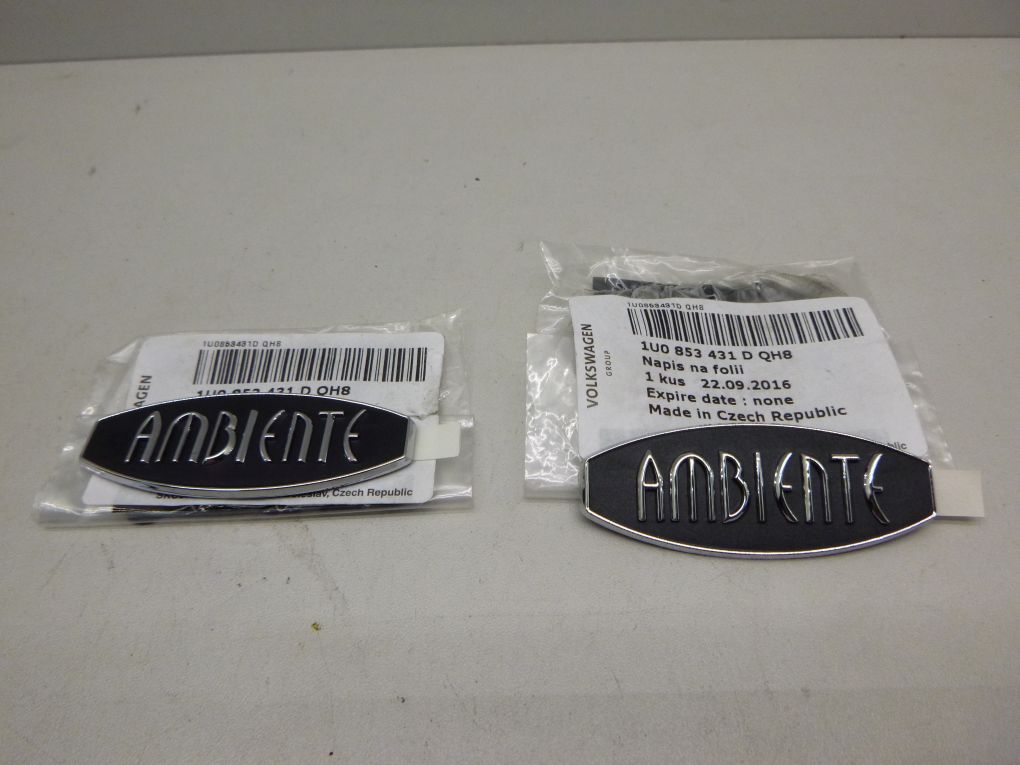 1U0853431D QH8
WAGEN
1U0 853 431 D QH8
AMBIENTE
Czech Republic
1U0853431D QH8
VOLKSWAGEN
GROUP
1U0 853 431 D QH8
Napis na folii
1 kus 22.09.2016
Expire date : none
Made in Czech Republic
AMBIENTE